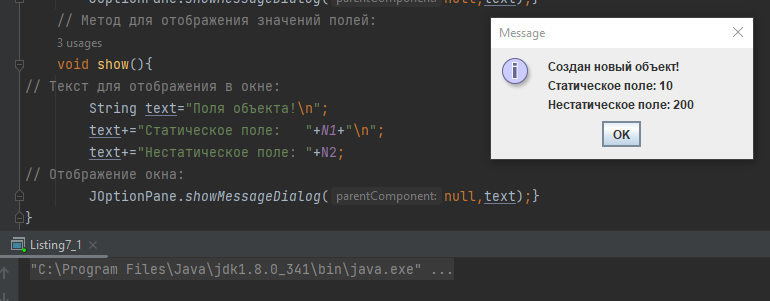 JOptionPane.showMessageDialog( parentComponent: null,text);}
// Метод для отображения значений полей:
3 usages
void show(){
// Текст для отображения в окне:
String text="Поля объекта!\n";
text+="Статическое поле:   "+N1+"\n";
text+="Нестатическое поле: "+N2;
// Отображение окна:
JOptionPane.showMessageDialog( parentComponent: null,text);}
}
Message
Создан новый объект!
Статическое поле: 10
Нестатическое поле: 200
OK
Listing7_1
"C:\Program Files\Java\jdk1.8.0_341\bin\java.exe" ...